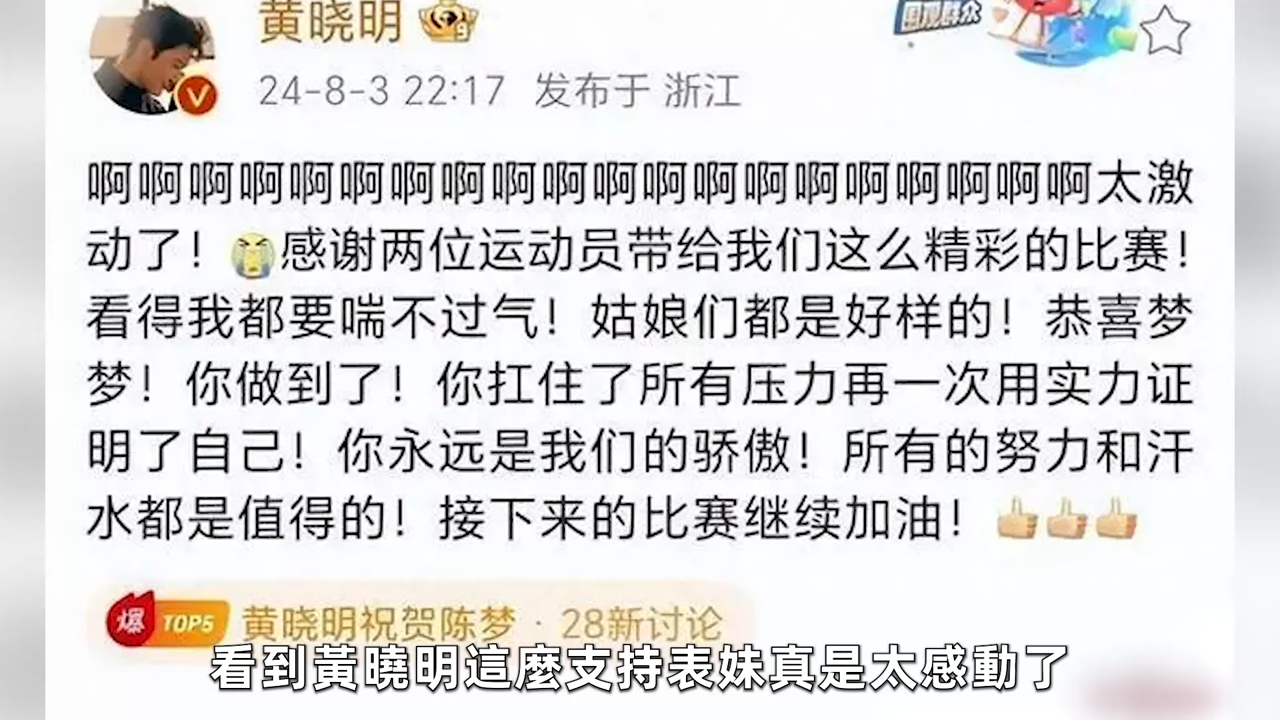 黄晓明
围观群众
24-8-3 22:17 发布于 浙江
啊啊啊啊啊啊啊啊啊啊啊啊啊啊啊啊啊啊啊啊太激
动了！感谢两位运动员带给我们这么精彩的比赛！
看得我都要喘不过气！姑娘们都是好样的！恭喜梦
梦！你做到了！你扛住了所有压力再一次用实力证
明了自己！你永远是我们的骄傲！所有的努力和汗
水都是值得的！接下来的比赛继续加油！
爆 TOP5 黄晓明祝贺陈梦 · 28新讨论
看到黃曉明這麼支持表妹真是太感動了